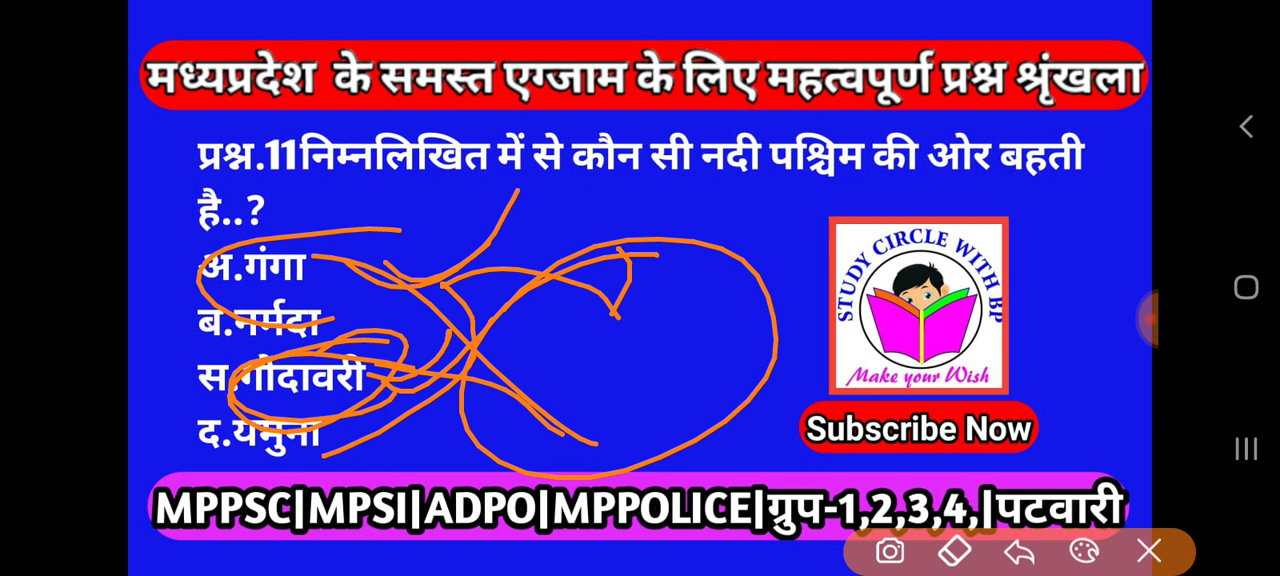 मध्यप्रदेश के समस्त एग्जाम के लिए महत्वपूर्ण प्रश्न श्रृंखला
प्रश्न.11निम्नलिखित में से कौन सी नदी पश्चिम की ओर बहती
है..?
अ.गंगा
ब.नर्मदा
स.गोदावरी
द.यमुना
STUDY CIRCLE WITH BP
Make your Wish
Subscribe Now
MPPSC|MPSI|ADPO|MPPOLICE|ग्रुप-1,2,3,4,|पटवारी